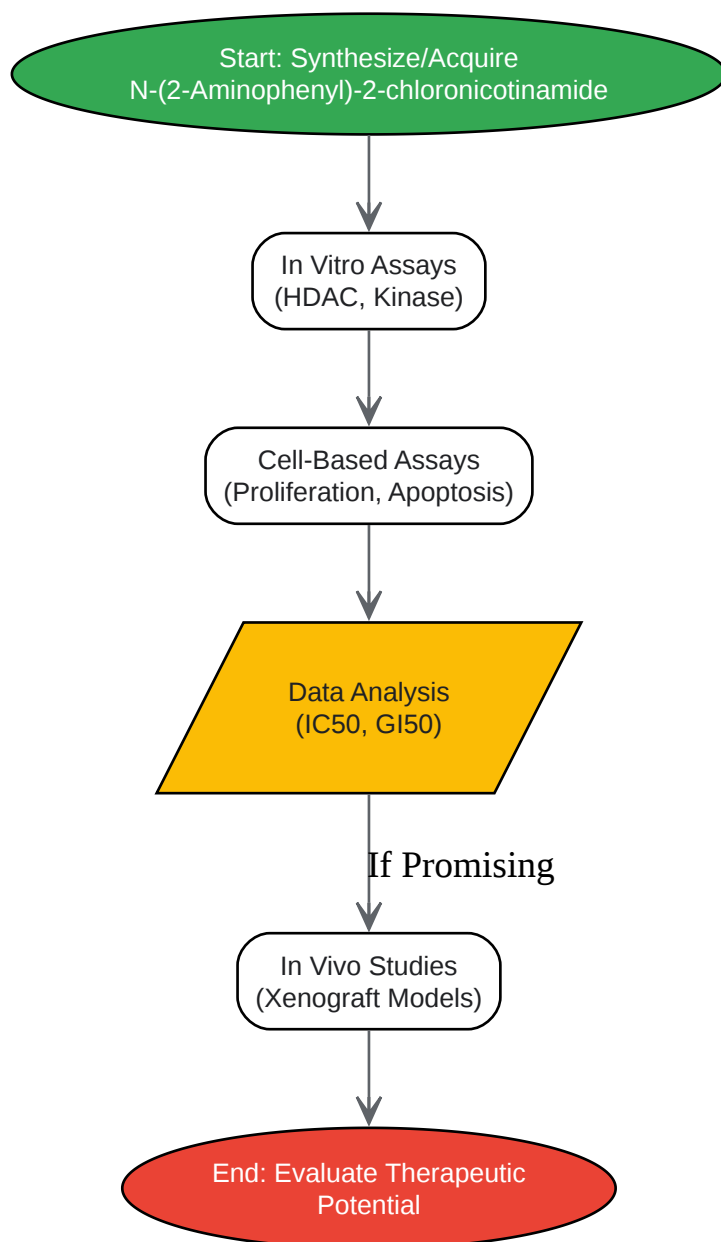 Start: Synthesize/Acquire
N-(2-Aminophenyl)-2-chloronicotinamide
In Vitro Assays
(HDAC, Kinase)
Cell-Based Assays
(Proliferation, Apoptosis)
Data Analysis
(IC50, GI50)
If Promising
In Vivo Studies
(Xenograft Models)
End: Evaluate Therapeutic
Potential